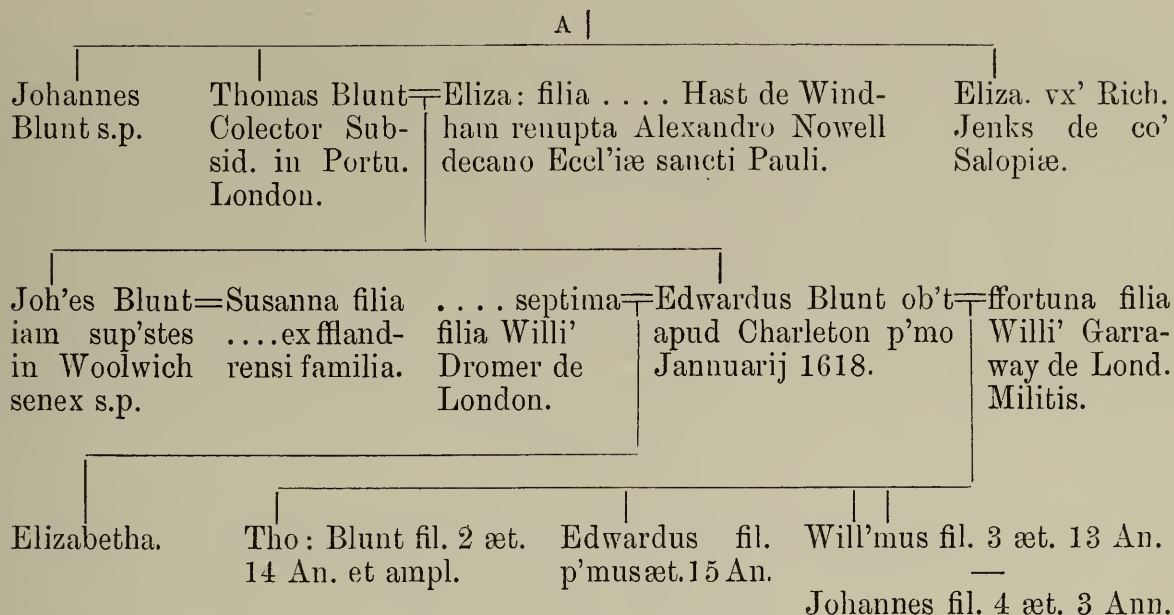 A
Johannes
Blunt s.p.
Thomas Blunt
Colector Sub-
sid. in Portu.
London.
Eliza: filia .... Hast de Wind-
ham renupta Alexandro Nowell
decano Eccl'iæ sancti Pauli.
Eliza. vx' Rich.
Jenks de co'
Salopiæ.
Joh'es Blunt=
iam sup'stes
in Woolwich
senex s.p.
Susanna filia
....ex ffland-
rensi familia.
.... septima
filia Willi'
Dromer de
London.
Edwardus Blunt ob't
apud Charleton p'mo
Jannuarij 1618.
ffortuna filia
Willi' Garra-
way de Lond.
Militis.
Elizabetha.
Tho: Blunt fil. 2 æt.
14 An. et ampl.
Edwardus fil.
p'mus æt. 15 An.
Will'mus fil. 3 æt. 13 An.
—
Johannes fil. 4 æt. 3 Ann.